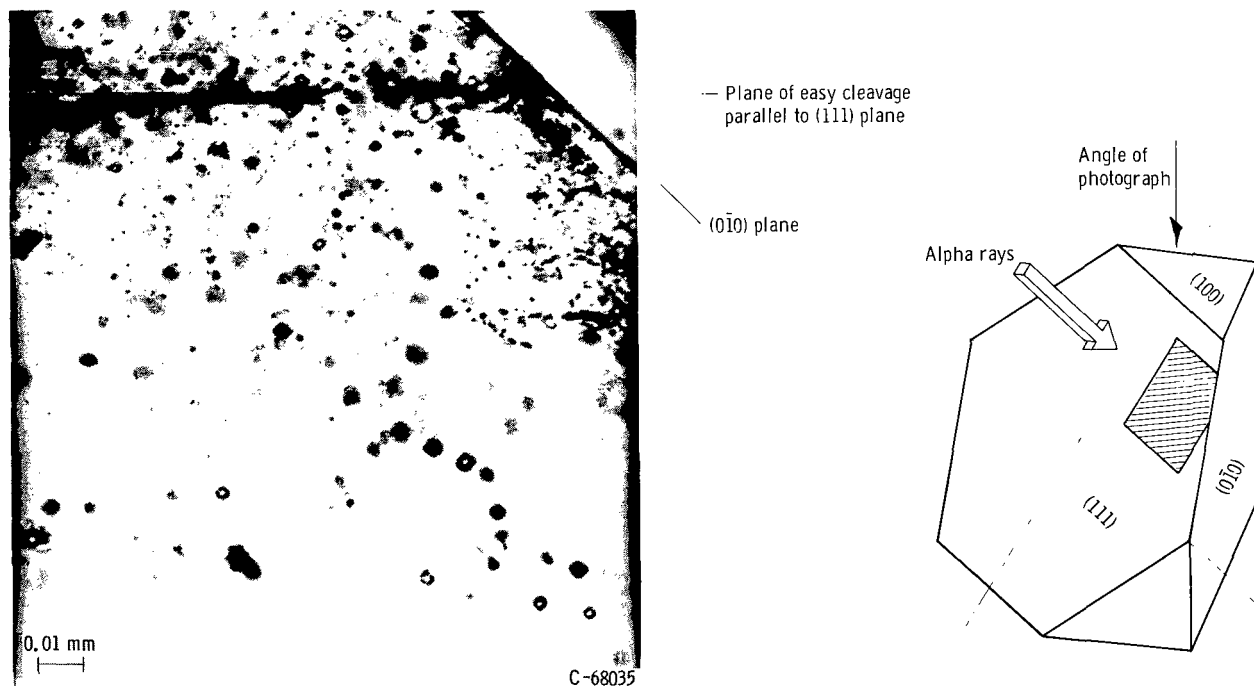 0.01 mm
C-68035
Plane of easy cleavage
parallel to (111) plane
(01̅0) plane
Angle of
photograph
Alpha rays
(100)
(111)
(01̅0)